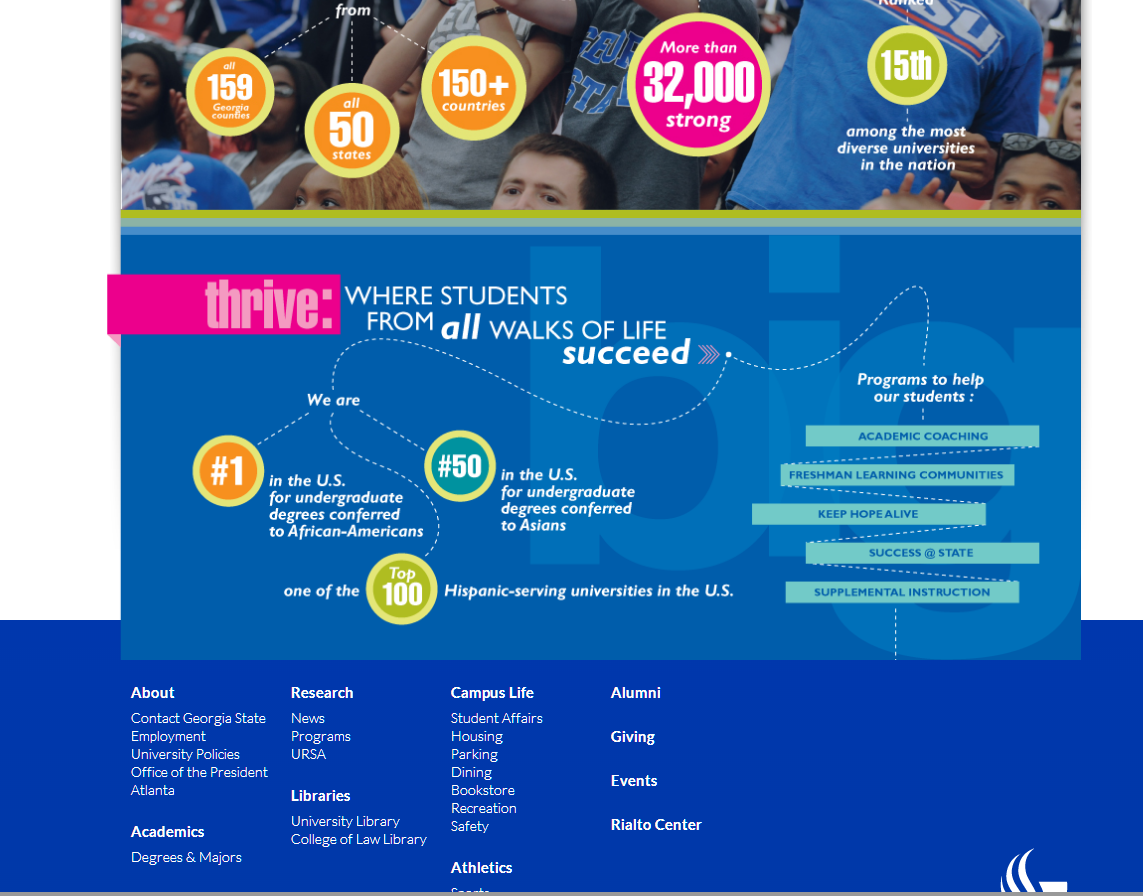 from
Ranked
all
159
Georgia
counties
all
50
states
150+
countries
GEORGIA
STATE
More than
32,000
strong
GSU
15th
among the most
diverse universities
in the nation
thrive:
WHERE STUDENTS
FROM all WALKS OF LIFE
succeed
We are
#1
in the U.S.
for undergraduate
degrees conferred
to African-Americans
#50
in the U.S.
for undergraduate
degrees conferred
to Asians
one of the
Top
100
Hispanic-serving universities in the U.S.
big
Programs to help
our students :
ACADEMIC COACHING
FRESHMAN LEARNING COMMUNITIES
KEEP HOPE ALIVE
SUCCESS @ STATE
SUPPLEMENTAL INSTRUCTION
About
Contact Georgia State
Employment
University Policies
Office of the President
Atlanta
Academics
Degrees & Majors
Research
News
Programs
URSA
Libraries
University Library
College of Law Library
Campus Life
Student Affairs
Housing
Parking
Dining
Bookstore
Recreation
Safety
Athletics
Sports
Alumni
Giving
Events
Rialto Center